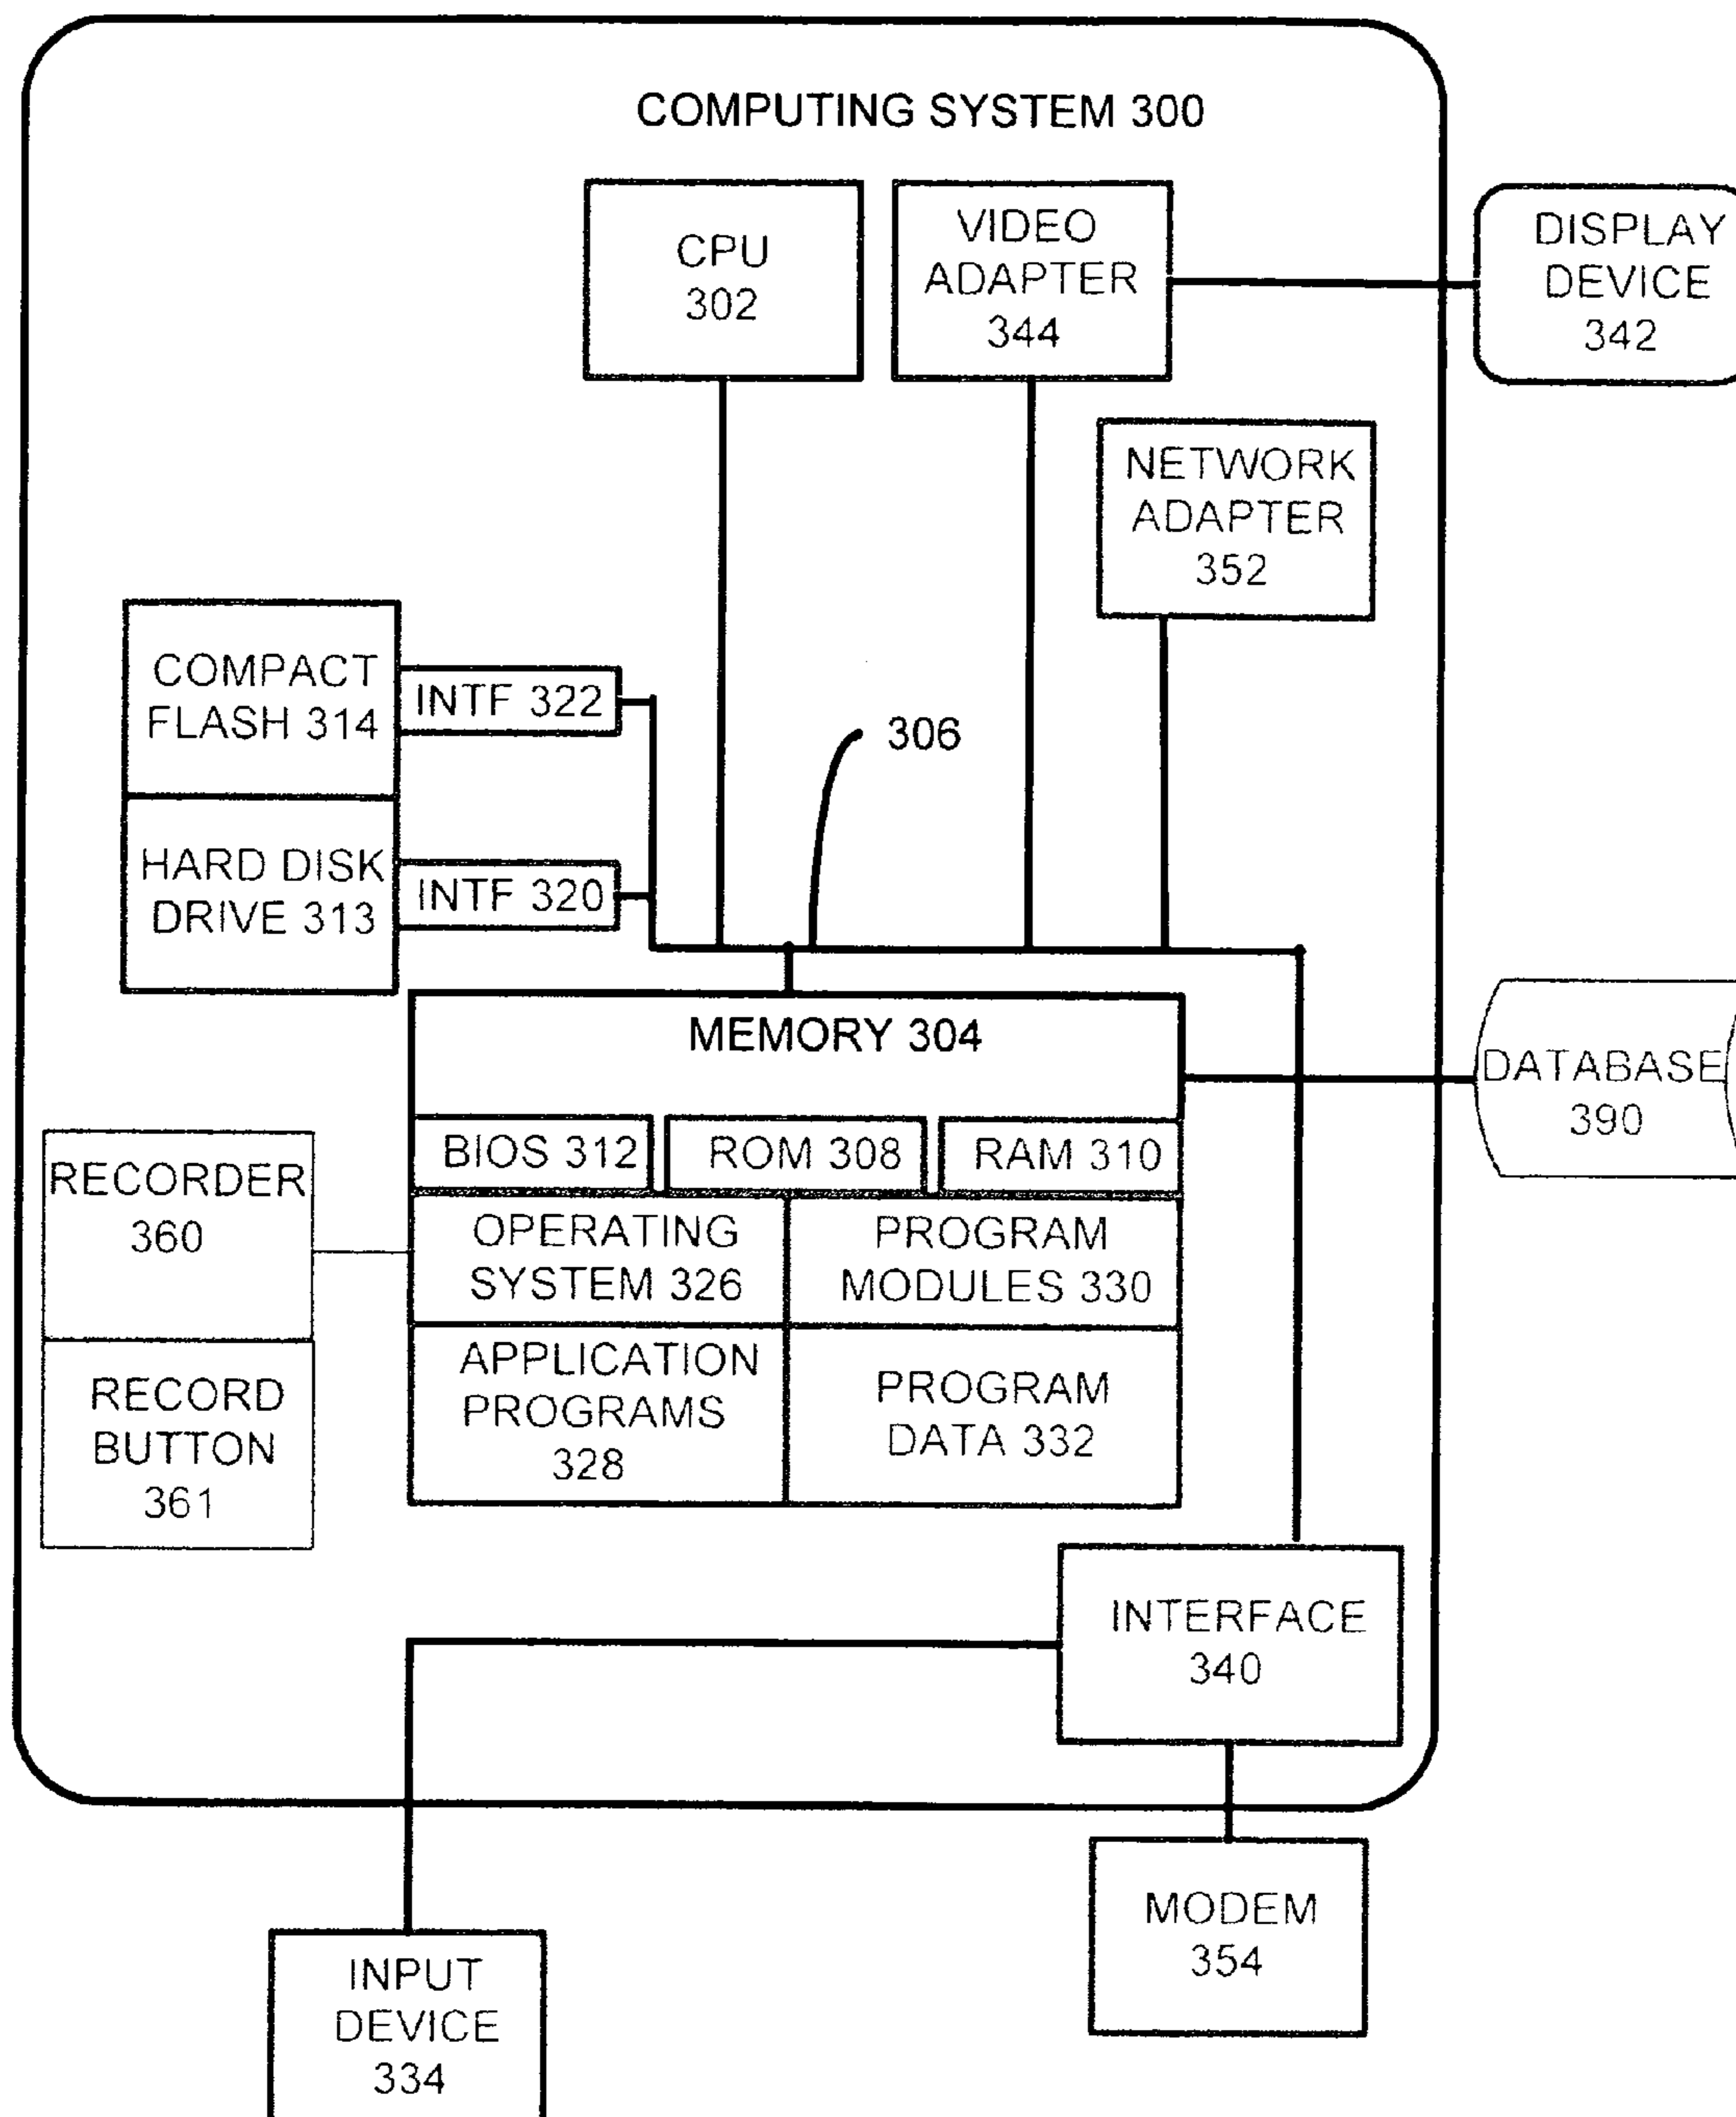 COMPUTING SYSTEM 300
CPU
302
VIDEO
ADAPTER
344
DISPLAY
DEVICE
342
NETWORK
ADAPTER
352
COMPACT
FLASH 314
INTF 322
306
HARD DISK
DRIVE 313
INTF 320
MEMORY 304
DATABASE
390
BIOS 312
ROM 308
RAM 310
RECORDER
360
OPERATING
SYSTEM 326
PROGRAM
MODULES 330
RECORD
BUTTON
361
APPLICATION
PROGRAMS
328
PROGRAM
DATA 332
INTERFACE
340
MODEM
354
INPUT
DEVICE
334